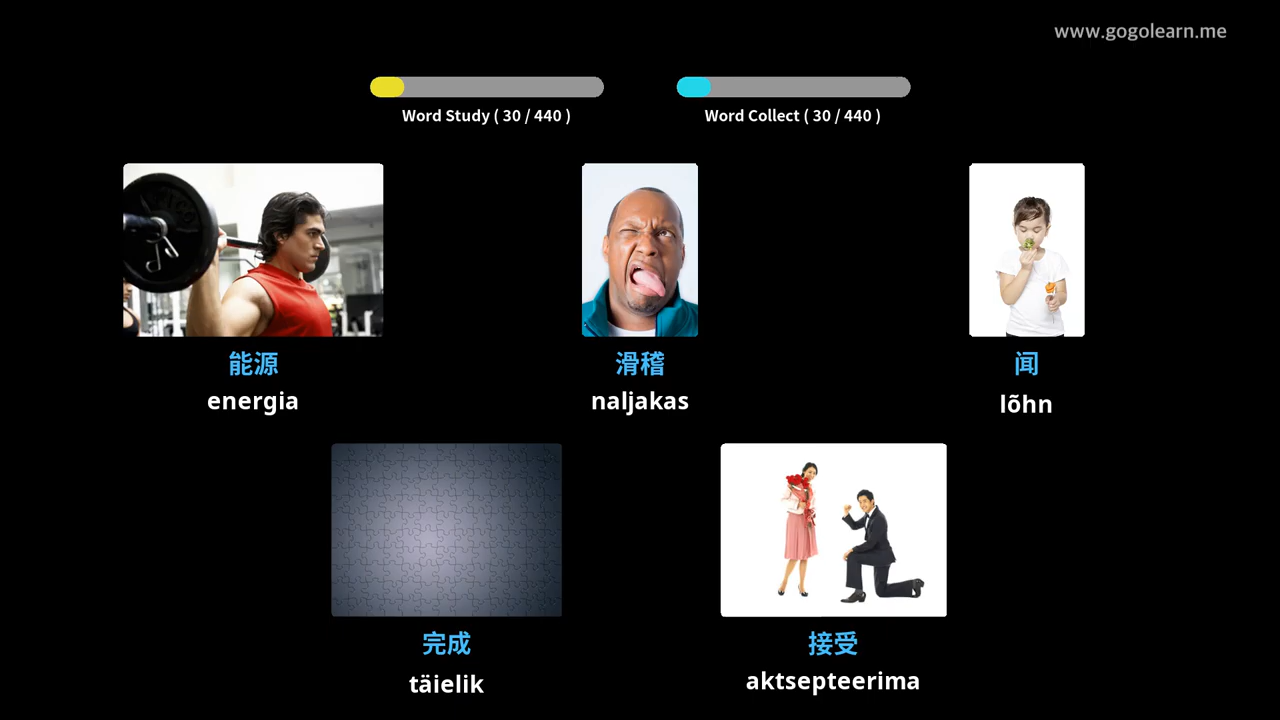 www.gogolearn.me
Word Study ( 30 / 440 )
Word Collect ( 30 / 440 )
能源
energia
滑稽
naljakas
闻
lõhn
完成
täielik
接受
aktsepteerima